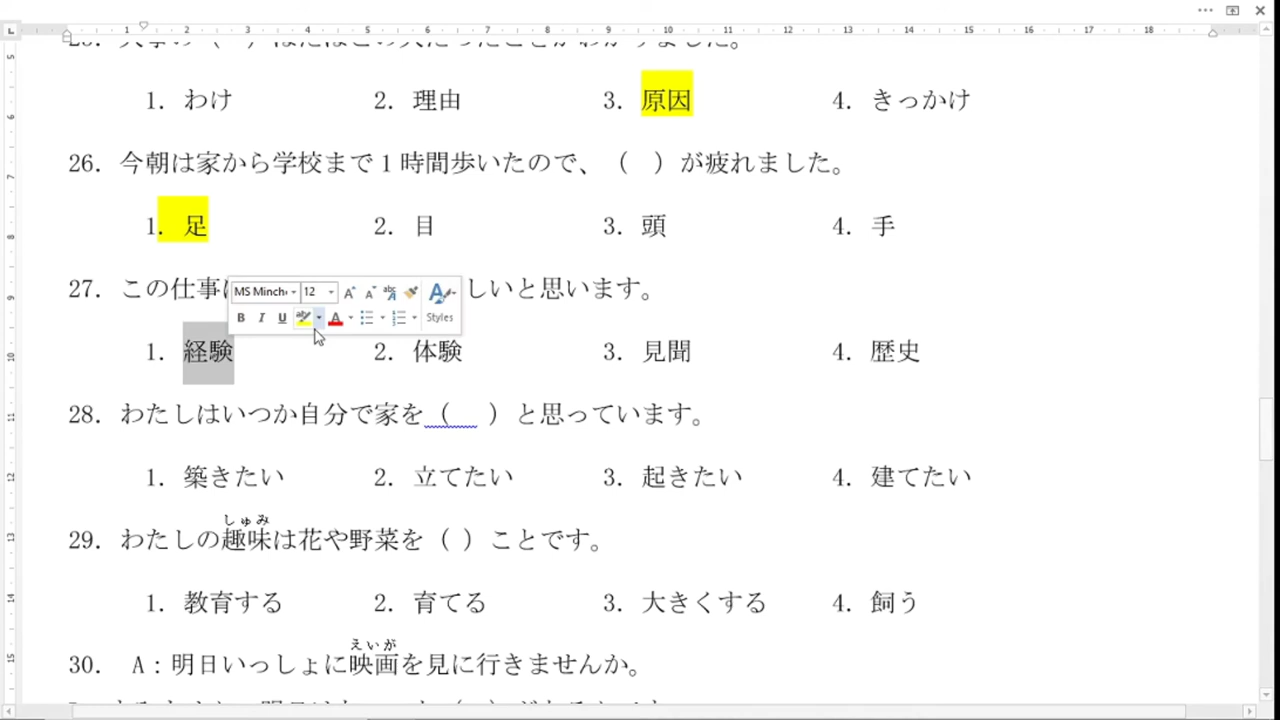 1. わけ 2. 理由 3. 原因 4. きっかけ
26. 今朝は家から学校まで１時間歩いたので、（　）が疲れました。
1. 足 2. 目 3. 頭 4. 手
27. この仕事は しいと思います。
MS Minch 12
B I U A Styles
1. 経験 2. 体験 3. 見聞 4. 歴史
28. わたしはいつか自分で家を（　）と思っています。
1. 築きたい 2. 立てたい 3. 起きたい 4. 建てたい
しゅみ
29. わたしの趣味は花や野菜を（ ）ことです。
1. 教育する 2. 育てる 3. 大きくする 4. 飼う
えいが
30. A：明日いっしょに映画を見に行きませんか。